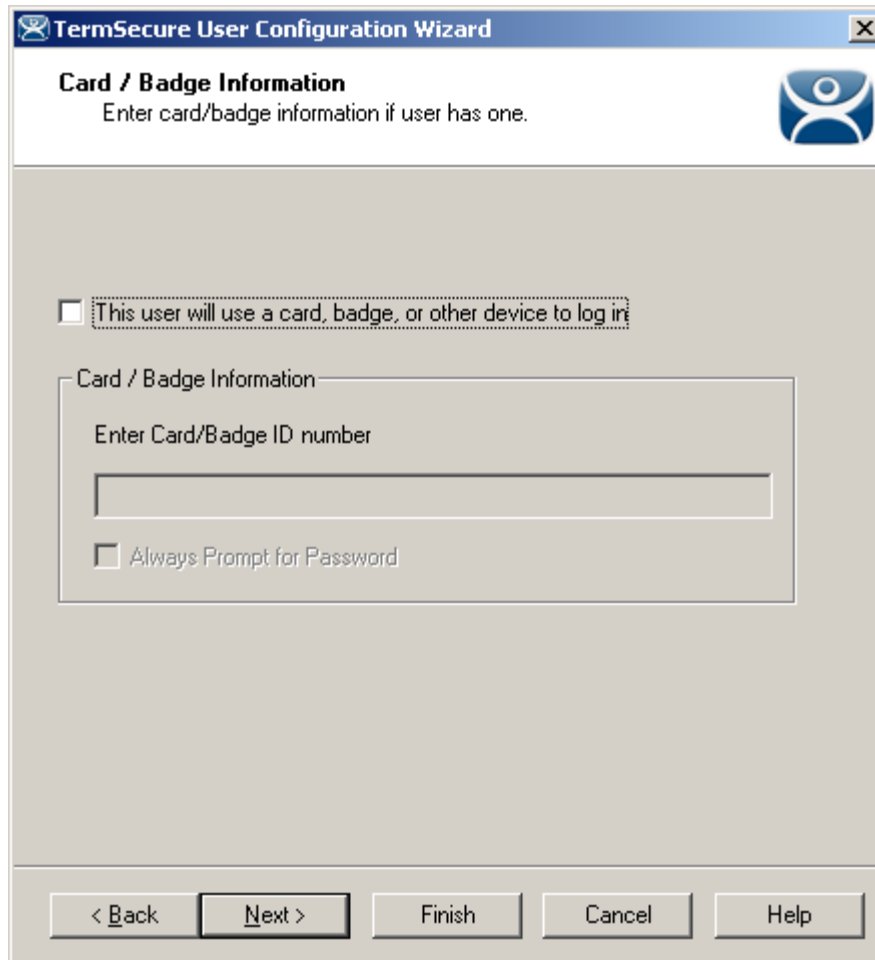 TermSecure User Configuration Wizard
Card / Badge Information
Enter card/badge information if user has one.
This user will use a card, badge, or other device to log in
Card / Badge Information
Enter Card/Badge ID number
Always Prompt for Password
< Back Next > Finish Cancel Help